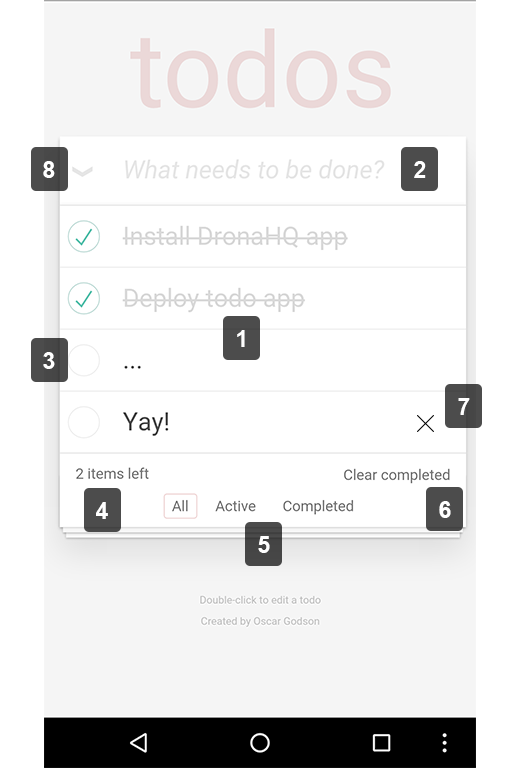 todos
8
What needs to be done?
2
Install DronaHQ app
Deploy todo app
1
3
...
Yay!
7
2 items left
Clear completed
4
All
Active
Completed
6
5
Double-click to edit a todo
Created by Oscar Godson